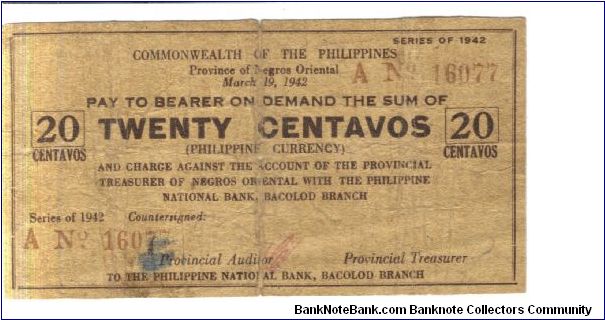 SERIES OF 1942
COMMONWEALTH OF THE PHILIPPINES
Province of Negros Oriental
March 19, 1942
A Nº 16077
PAY TO BEARER ON DEMAND THE SUM OF
20 CENTAVOS
TWENTY CENTAVOS
20 CENTAVOS
(PHILIPPINE CURRENCY)
AND CHARGE AGAINST THE ACCOUNT OF THE PROVINCIAL
TREASURER OF NEGROS ORIENTAL WITH THE PHILIPPINE
NATIONAL BANK, BACOLOD BRANCH
Series of 1942 Countersigned:
A Nº 16077
Provincial Auditor Provincial Treasurer
TO THE PHILIPPINE NATIONAL BANK, BACOLOD BRANCH
BankNoteBank.com Banknote Collectors Community